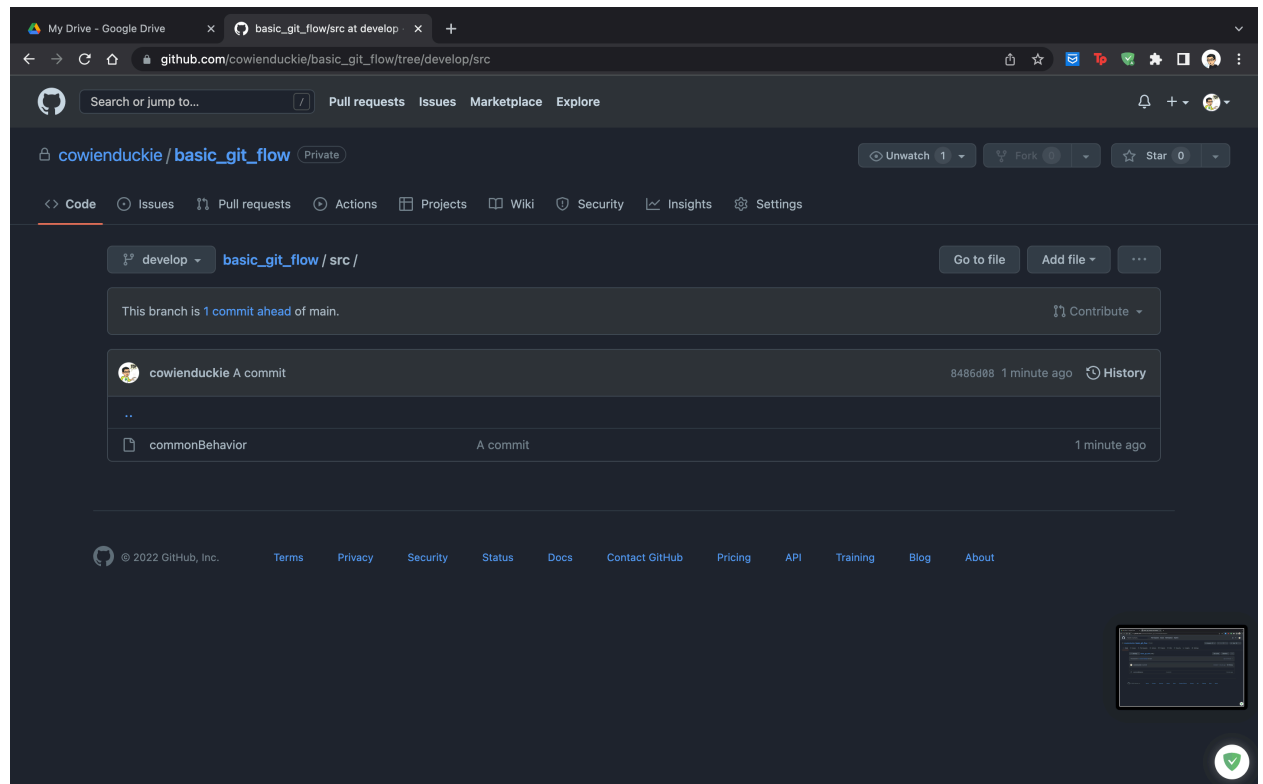 My Drive - Google Drive
basic_git_flow/src at develop
github.com/cowienduckie/basic_git_flow/tree/develop/src
Search or jump to... / Pull requests Issues Marketplace Explore
cowienduckie / basic_git_flow Private
Unwatch 1 Fork 0 Star 0
Code Issues Pull requests Actions Projects Wiki Security Insights Settings
develop basic_git_flow / src / Go to file Add file
This branch is 1 commit ahead of main. Contribute
cowienduckie A commit 8486d08 1 minute ago History
..
commonBehavior A commit 1 minute ago
© 2022 GitHub, Inc. Terms Privacy Security Status Docs Contact GitHub Pricing API Training Blog About